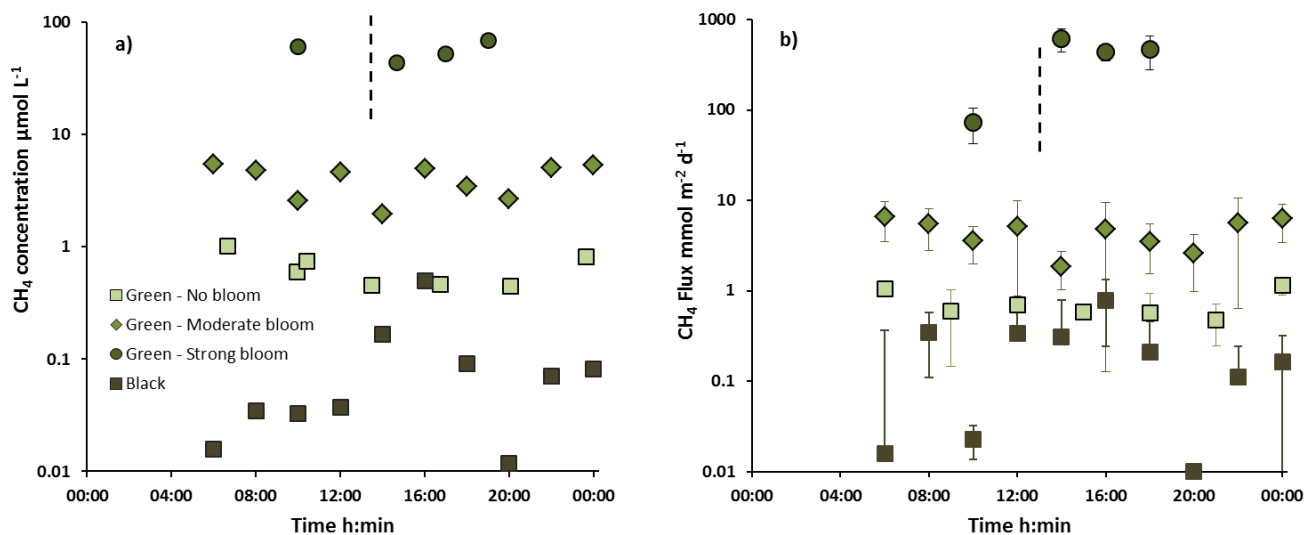 a)
CH4 concentration µmol L-1
100
10
1
0.1
0.01
Green - No bloom
Green - Moderate bloom
Green - Strong bloom
Black
00:00 04:00 08:00 12:00 16:00 20:00 00:00
Time h:min
b)
CH4 Flux mmol m-2 d-1
1000
100
10
1
0.1
0.01
00:00 04:00 08:00 12:00 16:00 20:00 00:00
Time h:min